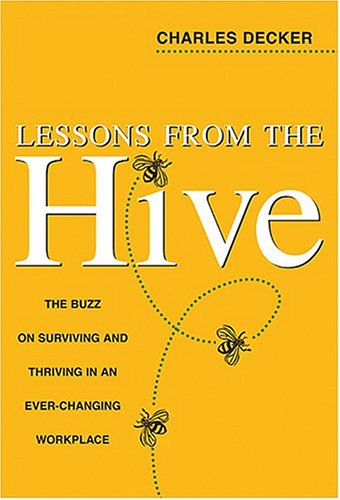 CHARLES DECKER
LESSONS FROM THE
Hive
THE BUZZ
ON SURVIVING AND
THRIVING IN AN
EVER-CHANGING
WORKPLACE